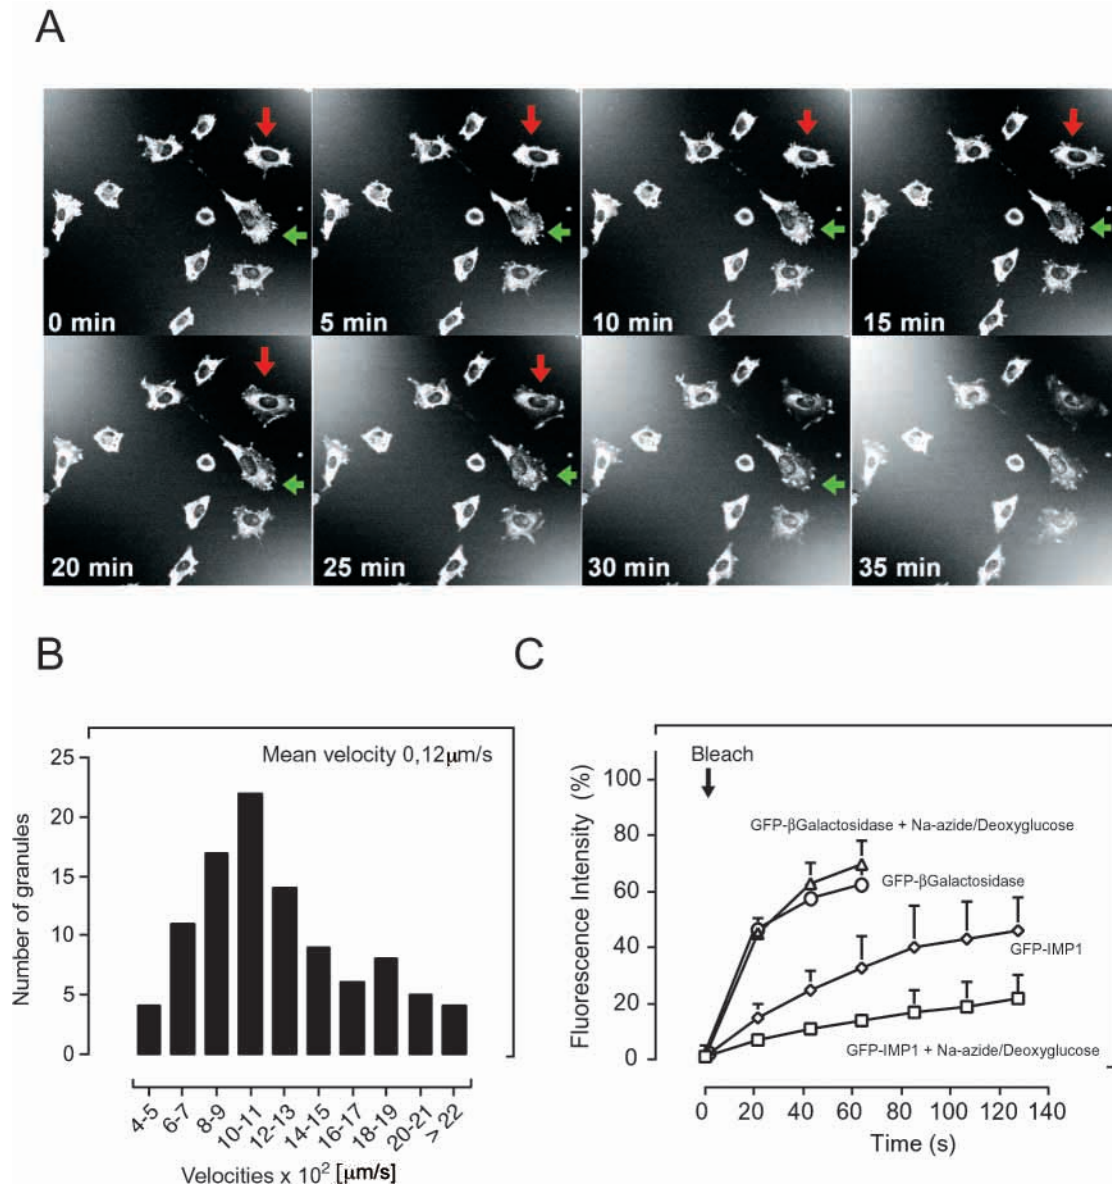 A
0 min
5 min
10 min
15 min
20 min
25 min
30 min
35 min
B
Mean velocity 0,12μm/s
Number of granules
25
20
15
10
5
0
4-5
6-7
8-9
10-11
12-13
14-15
16-17
18-19
20-21
> 22
Velocities x 10² [μm/s]
C
Bleach
Fluorescence Intensity (%)
100
80
60
40
20
0
GFP-βGalactosidase + Na-azide/Deoxyglucose
GFP-βGalactosidase
GFP-IMP1
GFP-IMP1 + Na-azide/Deoxyglucose
0
20
40
60
80
100
120
140
Time (s)